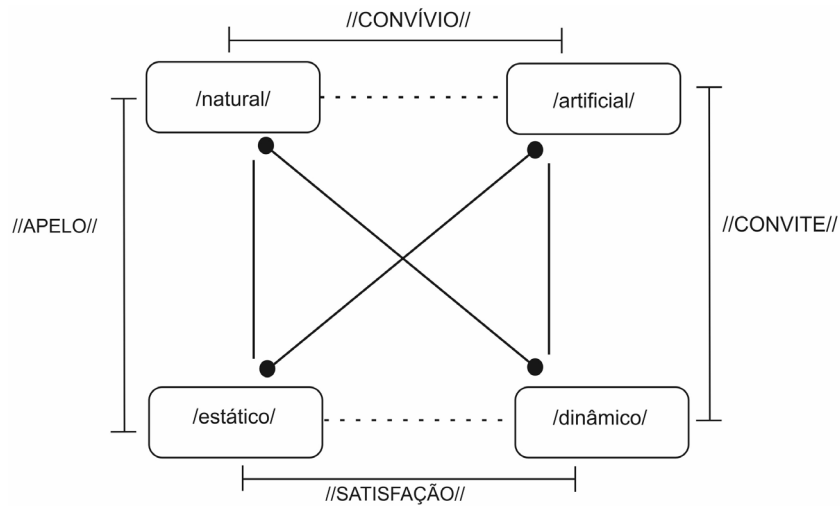 //CONVÍVIO//
/natural/
/artificial/
//APELO//
//CONVITE//
/estático/
/dinâmico/
//SATISFAÇÃO//